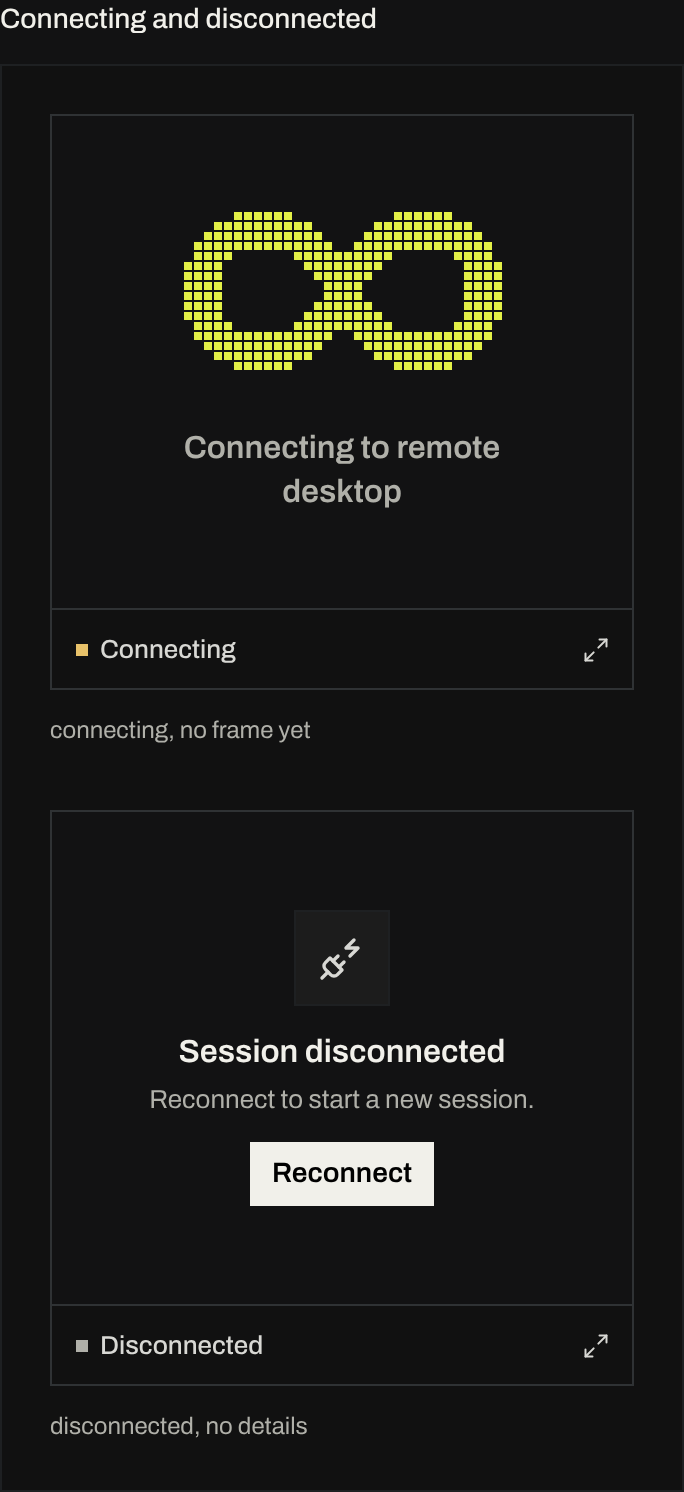 Connecting and disconnected
Connecting to remote
desktop
Connecting
connecting, no frame yet
Session disconnected
Reconnect to start a new session.
Reconnect
Disconnected
disconnected, no details